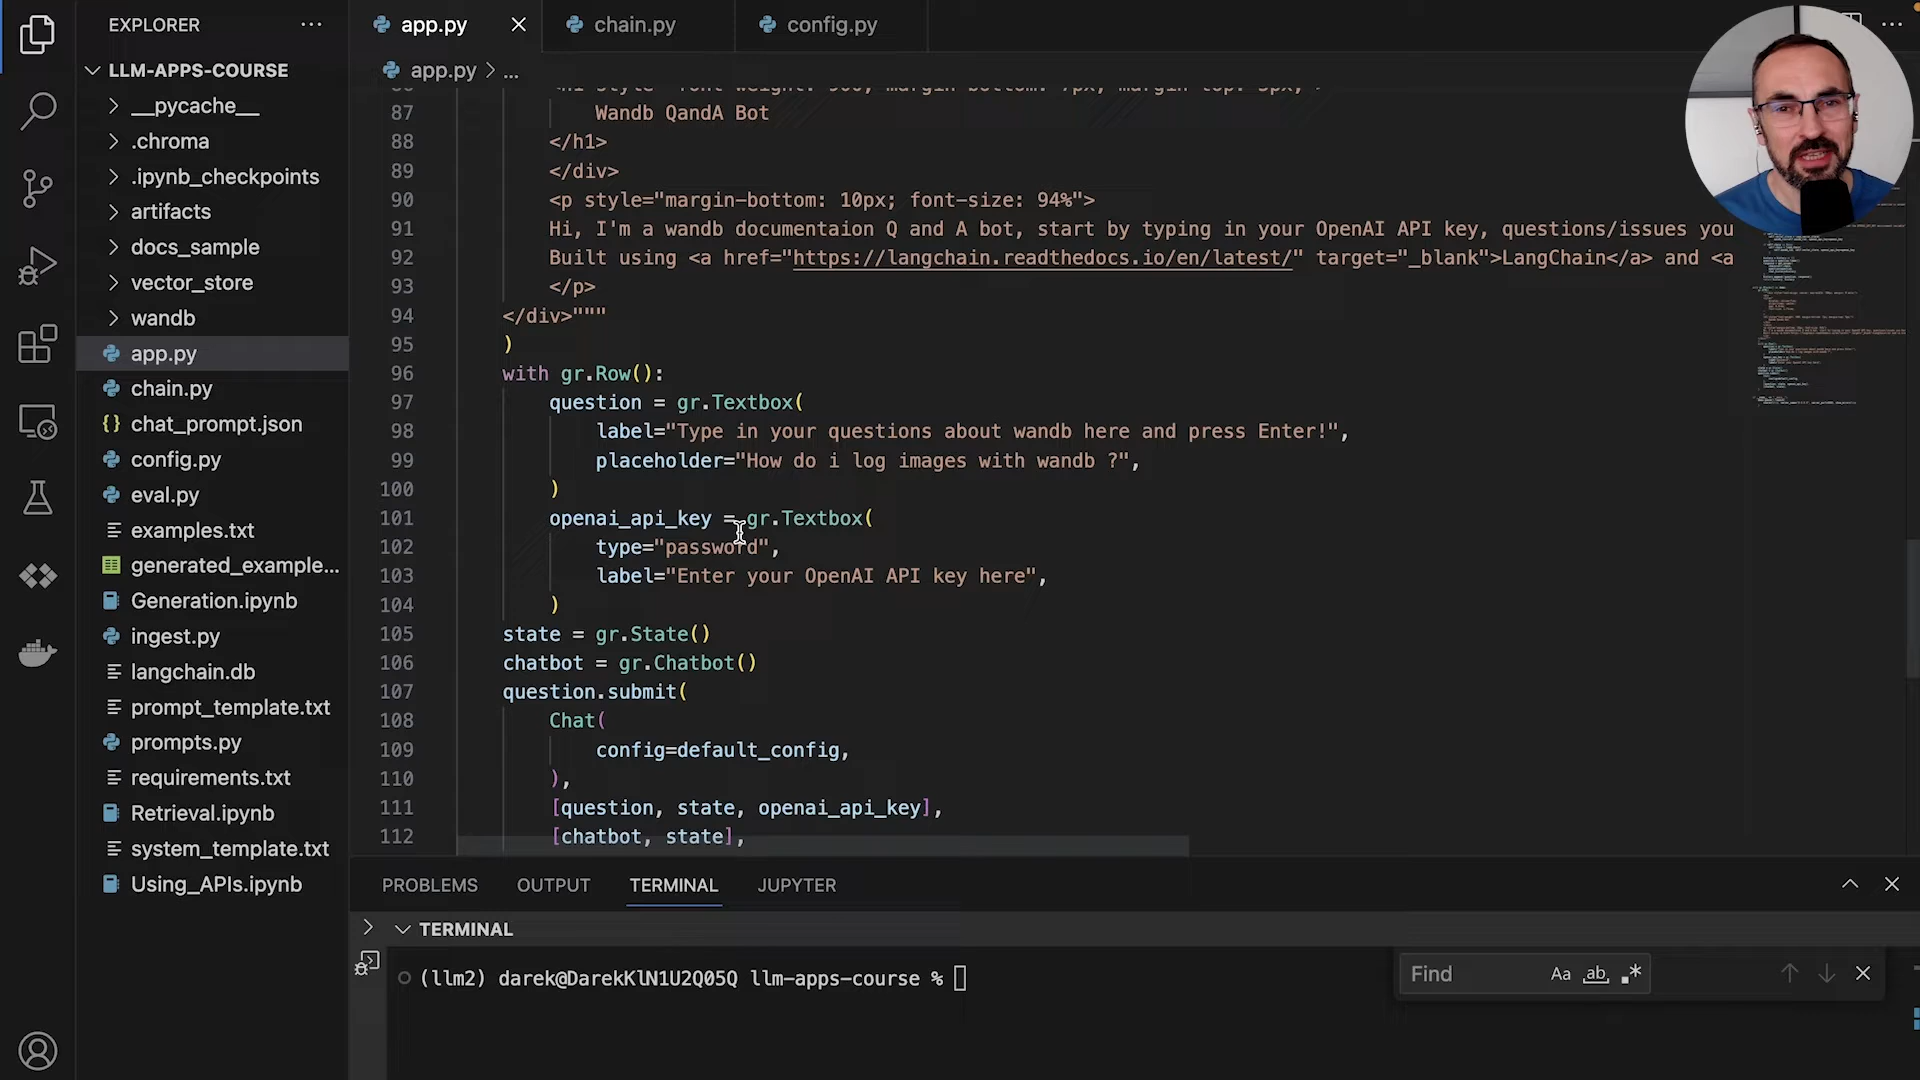 EXPLORER
LLM-APPS-COURSE
__pycache__
.chroma
.ipynb_checkpoints
artifacts
docs_sample
vector_store
wandb
app.py
chain.py
chat_prompt.json
config.py
eval.py
examples.txt
generated_example...
Generation.ipynb
ingest.py
langchain.db
prompt_template.txt
prompts.py
requirements.txt
Retrieval.ipynb
system_template.txt
Using_APIs.ipynb
app.py
chain.py
config.py
app.py > ...
87 Wandb QandA Bot
88 </h1>
89 </div>
90 <p style="margin-bottom: 10px; font-size: 94%">
91 Hi, I'm a wandb documentaion Q and A bot, start by typing in your OpenAI API key, questions/issues you
92 Built using <a href="https://langchain.readthedocs.io/en/latest/" target="_blank">LangChain</a> and <a
93 </p>
94 </div>"""
95 )
96 with gr.Row():
97 question = gr.Textbox(
98 label="Type in your questions about wandb here and press Enter!",
99 placeholder="How do i log images with wandb ?",
100 )
101 openai_api_key = gr.Textbox(
102 type="password",
103 label="Enter your OpenAI API key here",
104 )
105 state = gr.State()
106 chatbot = gr.Chatbot()
107 question.submit(
108 Chat(
109 config=default_config,
110 ),
111 [question, state, openai_api_key],
112 [chatbot, state],
PROBLEMS OUTPUT TERMINAL JUPYTER
TERMINAL
(llm2) darek@DarekKlN1U2Q05Q llm-apps-course %
Find Aa ab